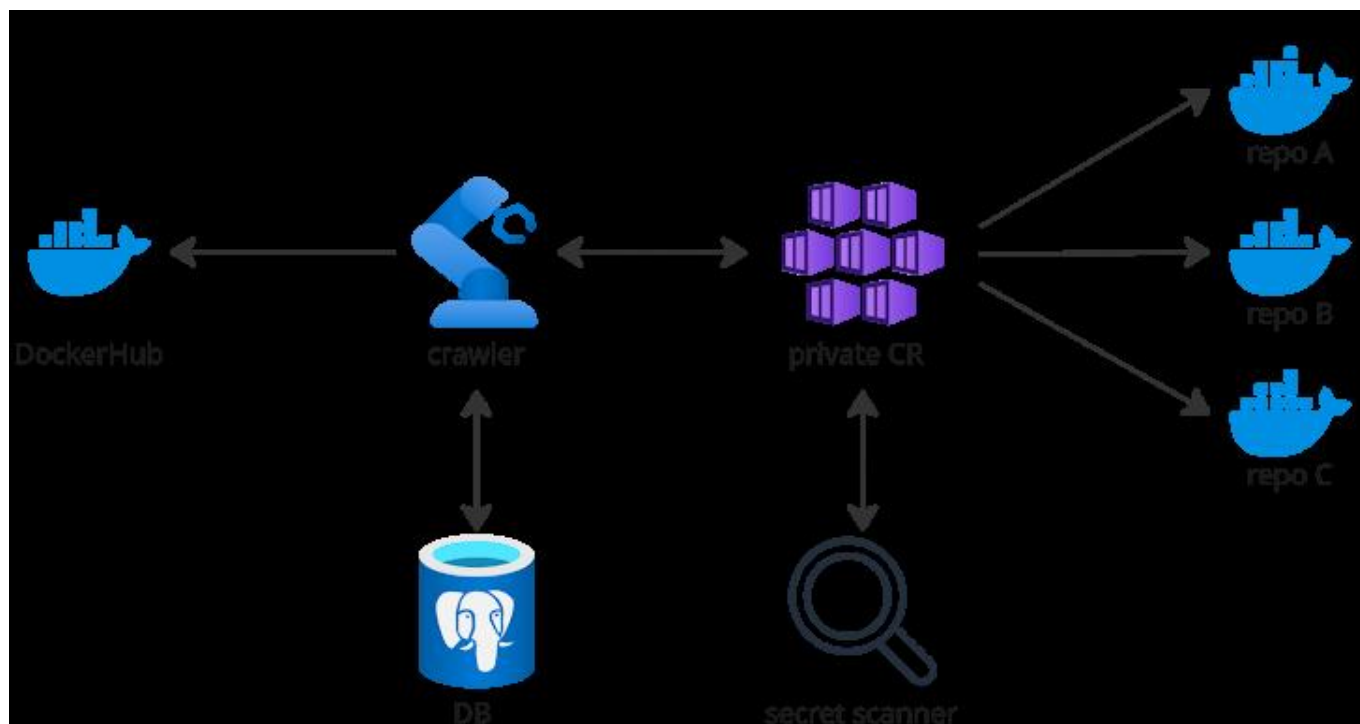 repo A
repo B
DockerHub
crawler
private CR
repo C
DB
secret scanner